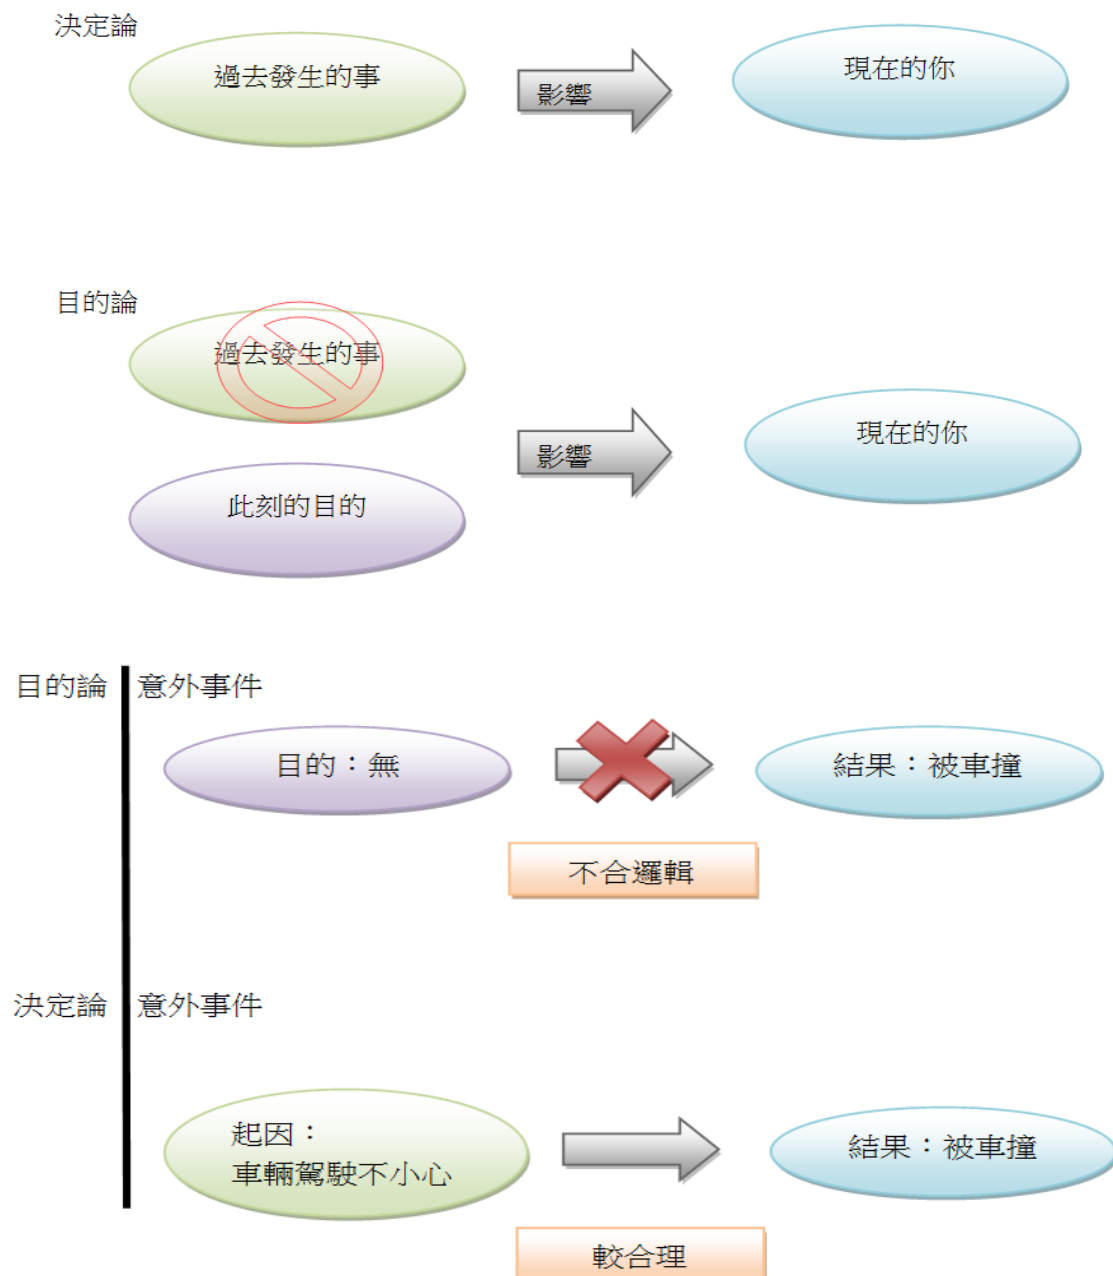 決定論
過去發生的事
影響
現在的你
目的論
過去發生的事
影響
現在的你
此刻的目的
目的論
意外事件
目的：無
結果：被車撞
不合邏輯
決定論
意外事件
起因：
車輛駕駛不小心
結果：被車撞
較合理